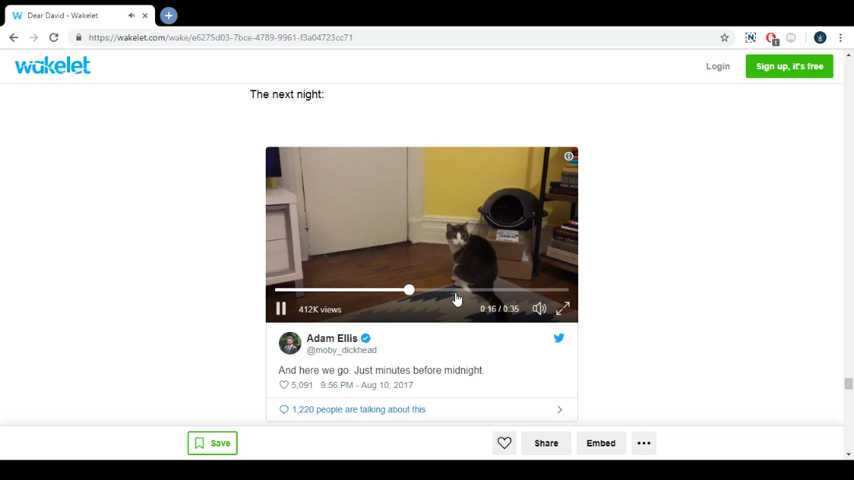 Dear David - Wakelet
https://wakelet.com/wake/e6275d03-7bce-4789-9961-f3a04723cc71
wakelet
Login
Sign up, it's free
The next night:
412K views
0:16 / 0:35
Adam Ellis
@moby_dickhead
And here we go. Just minutes before midnight.
5,091 9:56 PM - Aug 10, 2017
1,220 people are talking about this
Save
Share
Embed